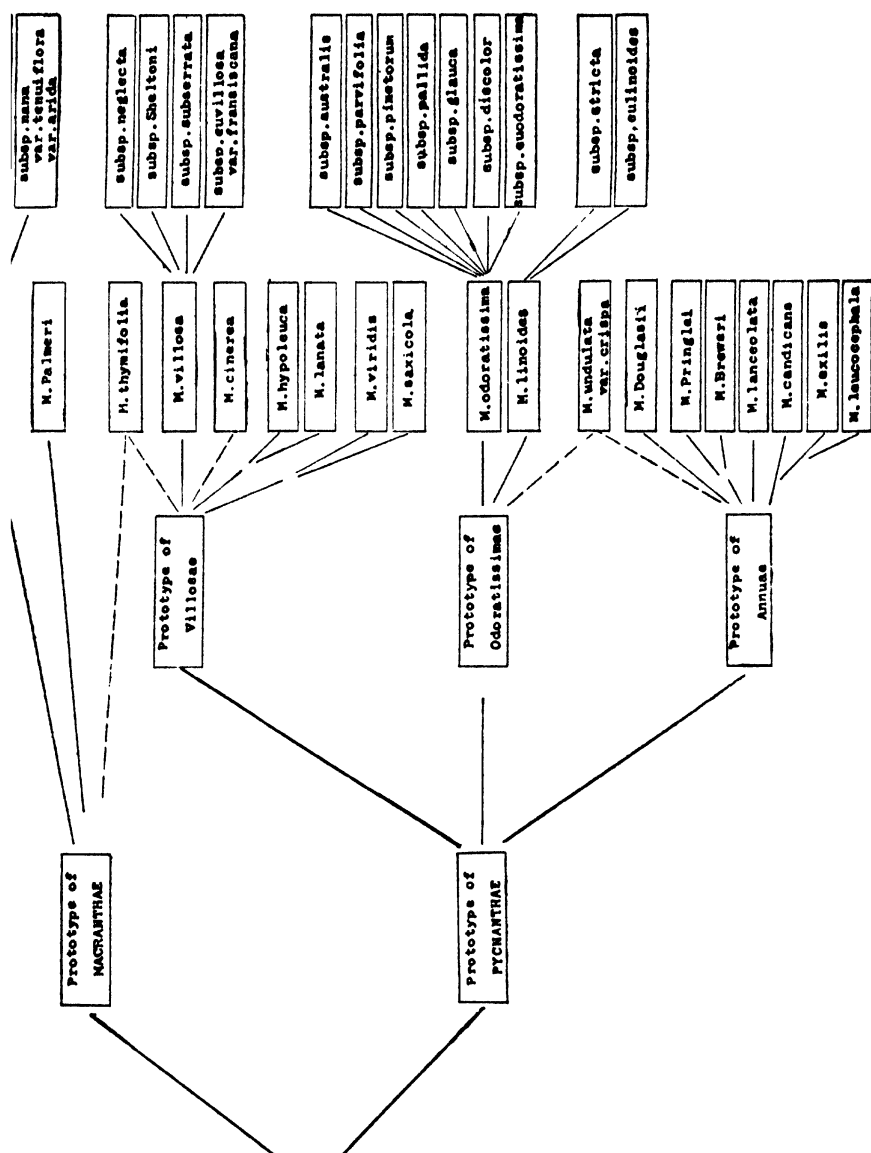 subsp.nana
var.tenuiflora
var.arida
subsp.neglecta
subsp.Sheltoni
subsp.subserrata
subsp.euvillosa
var.fransiscana
subsp.australis
subsp.parvifolia
subsp.pinetorum
subsp.pallida
subsp.glauca
subsp.discolor
subsp.euodoratissima
subsp.stricta
subsp,eulinoides
M.Palmeri
M.thymifolia
M.villosa
M.cinerea
M.hypoleuca
M.lanata
M.viridis
M.saxicola
M.odoratissima
M.linoides
M.undulata
var.crispa
M.Douglasii
M.Pringlei
M.Breweri
M.lanceolata
M.candicans
M.exilis
M.leucocephala
Prototype of
Villosae
Prototype of
Odoratissimae
Prototype of
Annuae
Prototype of
MACRANTHAE
Prototype of
PYCNANTHAE